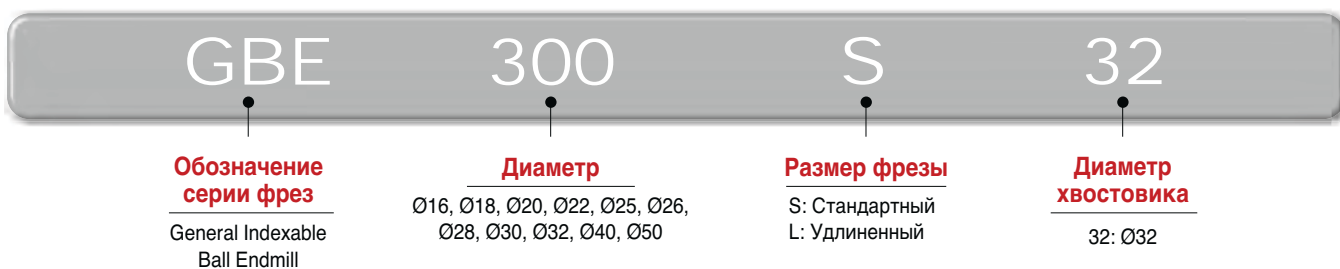 GBE 300 S 32
Обозначение
серии фрез
General Indexable
Ball Endmill
Диаметр
Ø16, Ø18, Ø20, Ø22, Ø25, Ø26,
Ø28, Ø30, Ø32, Ø40, Ø50
Размер фрезы
S: Стандартный
L: Удлиненный
Диаметр
хвостовика
32: Ø32